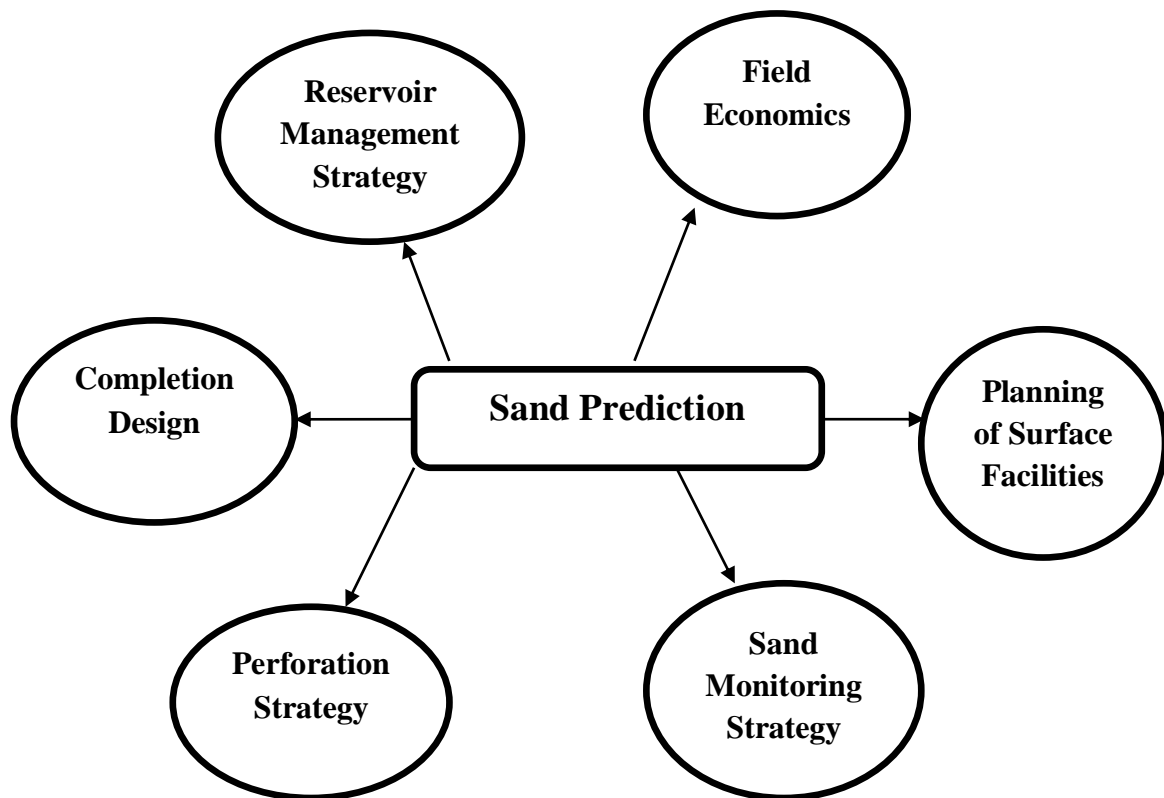 Reservoir
Management
Strategy
Field
Economics
Completion
Design
Sand Prediction
Planning
of Surface
Facilities
Perforation
Strategy
Sand
Monitoring
Strategy